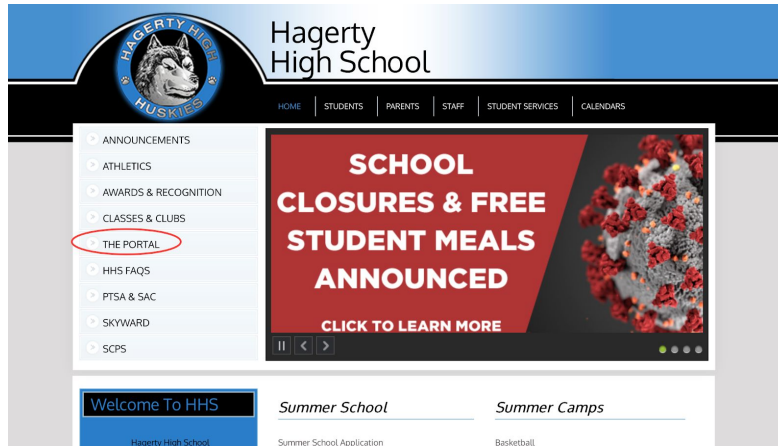 HAGERTY HIGH
HUSKIES
Hagerty
High School
HOME
STUDENTS
PARENTS
STAFF
STUDENT SERVICES
CALENDARS
ANNOUNCEMENTS
ATHLETICS
AWARDS & RECOGNITION
CLASSES & CLUBS
THE PORTAL
HHS FAQS
PTSA & SAC
SKYWARD
SCPS
SCHOOL
CLOSURES & FREE
STUDENT MEALS
ANNOUNCED
CLICK TO LEARN MORE
Welcome To HHS
Hagerty High School
Summer School
Summer School Application
Summer Camps
Basketball